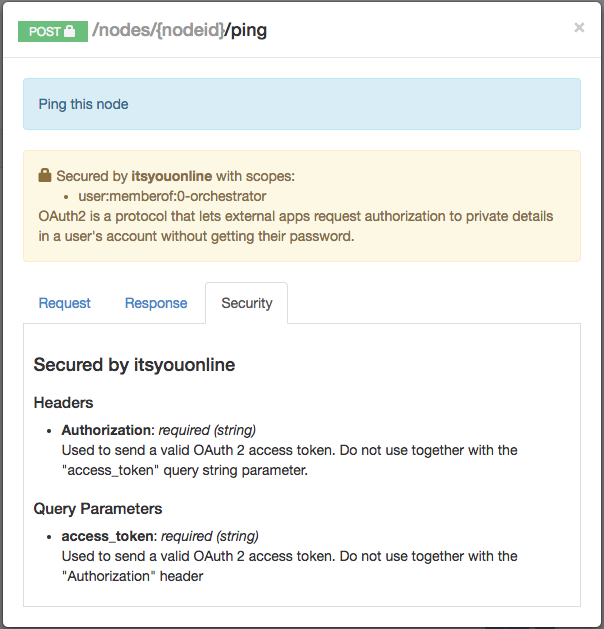 POST /nodes/{nodeid}/ping ×
Ping this node
Secured by itsyouonline with scopes:
• user:memberof:0-orchestrator
OAuth2 is a protocol that lets external apps request authorization to private details
in a user's account without getting their password.
Request Response Security
Secured by itsyouonline
Headers
• Authorization: required (string)
Used to send a valid OAuth 2 access token. Do not use together with the
"access_token" query string parameter.
Query Parameters
• access_token: required (string)
Used to send a valid OAuth 2 access token. Do not use together with the
"Authorization" header